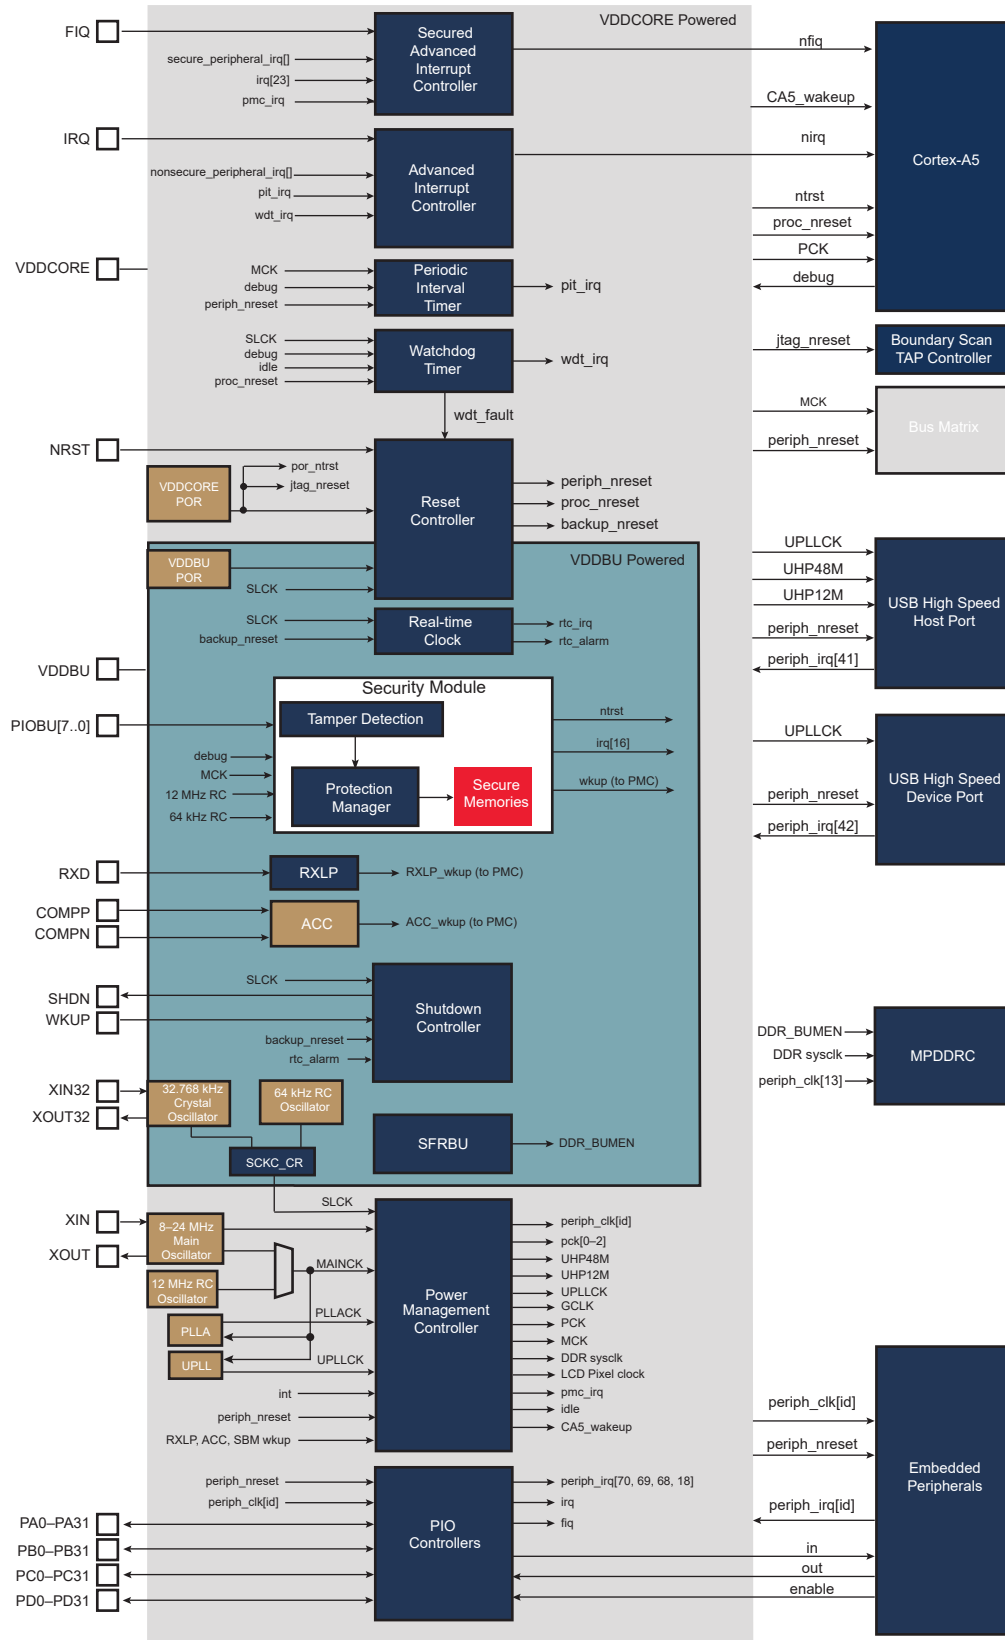 VDDCORE Powered
FIQ
secure_peripheral_irq[]
irq[23]
pmc_irq
Secured
Advanced
Interrupt
Controller
nfiq
CA5_wakeup
IRQ
nonsecure_peripheral_irq[]
pit_irq
wdt_irq
Advanced
Interrupt
Controller
nirq
Cortex-A5
ntrst
proc_nreset
PCK
debug
VDDCORE
MCK
debug
periph_nreset
Periodic
Interval
Timer
pit_irq
SLCK
debug
idle
proc_nreset
Watchdog
Timer
wdt_irq
jtag_nreset
Boundary Scan
TAP Controller
wdt_fault
MCK
periph_nreset
Bus Matrix
NRST
VDDCORE
POR
por_ntrst
jtag_nreset
Reset
Controller
periph_nreset
proc_nreset
backup_nreset
VDDBU Powered
VDDBU
POR
SLCK
UPLLCK
UHP48M
UHP12M
periph_nreset
periph_irq[41]
USB High Speed
Host Port
SLCK
backup_nreset
Real-time
Clock
rtc_irq
rtc_alarm
VDDBU
PIOBU[7..0]
Security Module
Tamper Detection
debug
MCK
12 MHz RC
64 kHz RC
Protection
Manager
Secure
Memories
ntrst
irq[16]
wkup (to PMC)
UPLLCK
periph_nreset
periph_irq[42]
USB High Speed
Device Port
RXD
RXLP
RXLP_wkup (to PMC)
COMPP
COMPN
ACC
ACC_wkup (to PMC)
SHDN
WKUP
SLCK
backup_nreset
rtc_alarm
Shutdown
Controller
DDR_BUMEN
DDR sysclk
periph_clk[13]
MPDDRC
XIN32
XOUT32
32.768 kHz
Crystal
Oscillator
64 kHz RC
Oscillator
SCKC_CR
SFRBU
DDR_BUMEN
SLCK
XIN
XOUT
8–24 MHz
Main
Oscillator
12 MHz RC
Oscillator
MAINCK
PLLACK
PLLA
UPLL
UPLLCK
int
periph_nreset
RXLP, ACC, SBM wkup
Power
Management
Controller
periph_clk[id]
pck[0–2]
UHP48M
UHP12M
UPLLCK
GCLK
PCK
MCK
DDR sysclk
LCD Pixel clock
pmc_irq
idle
CA5_wakeup
periph_clk[id]
periph_nreset
periph_irq[id]
in
out
enable
Embedded
Peripherals
periph_nreset
periph_clk[id]
PIO
Controllers
periph_irq[70, 69, 68, 18]
irq
fiq
PA0–PA31
PB0–PB31
PC0–PC31
PD0–PD31